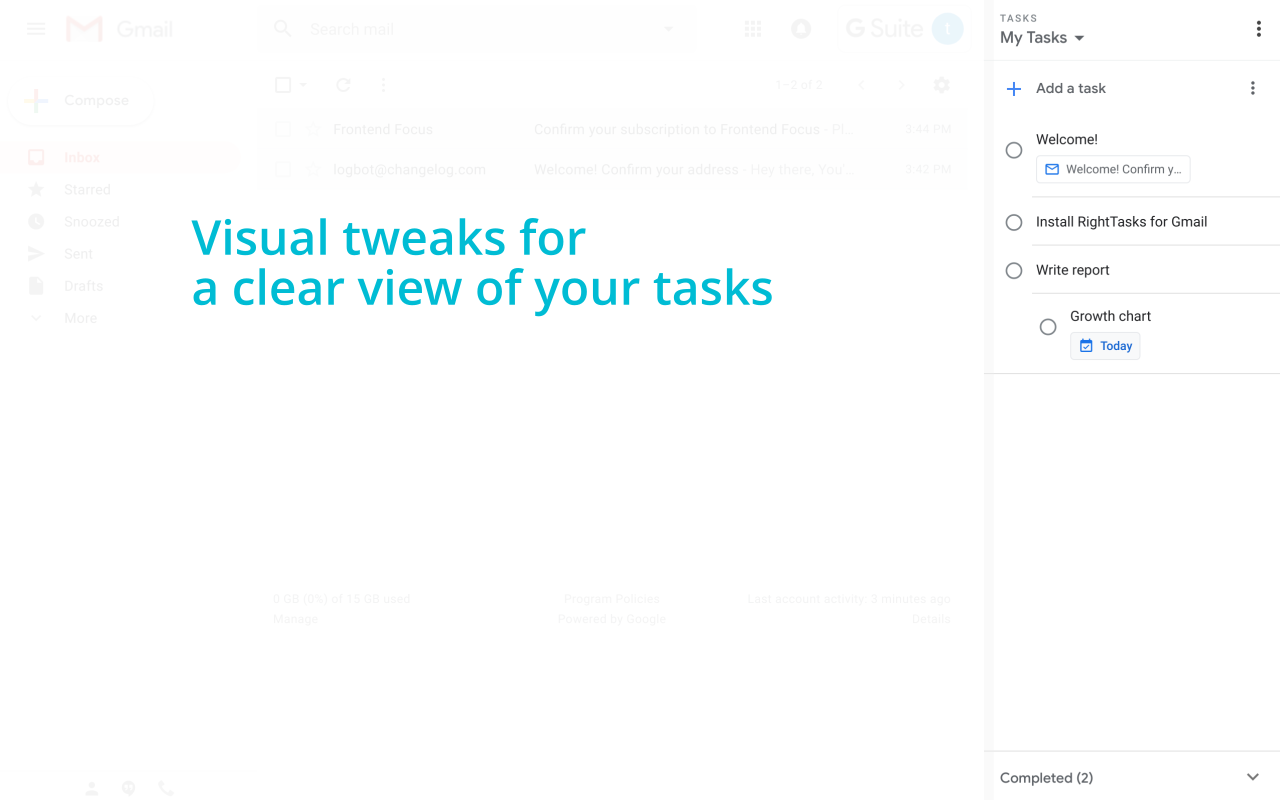 Gmail
Search mail
G Suite
t
TASKS
My Tasks
Compose
1–2 of 2
Add a task
Inbox
Frontend Focus Confirm your subscription to Frontend Focus - Pl... 3:44 PM
logbot@changelog.com Welcome! Confirm your address - Hey there, You'... 3:42 PM
Starred
Snoozed
Sent
Drafts
More
Visual tweaks for
a clear view of your tasks
Welcome!
Welcome! Confirm y...
Install RightTasks for Gmail
Write report
Growth chart
Today
0 GB (0%) of 15 GB used
Manage
Program Policies
Powered by Google
Last account activity: 3 minutes ago
Details
Completed (2)